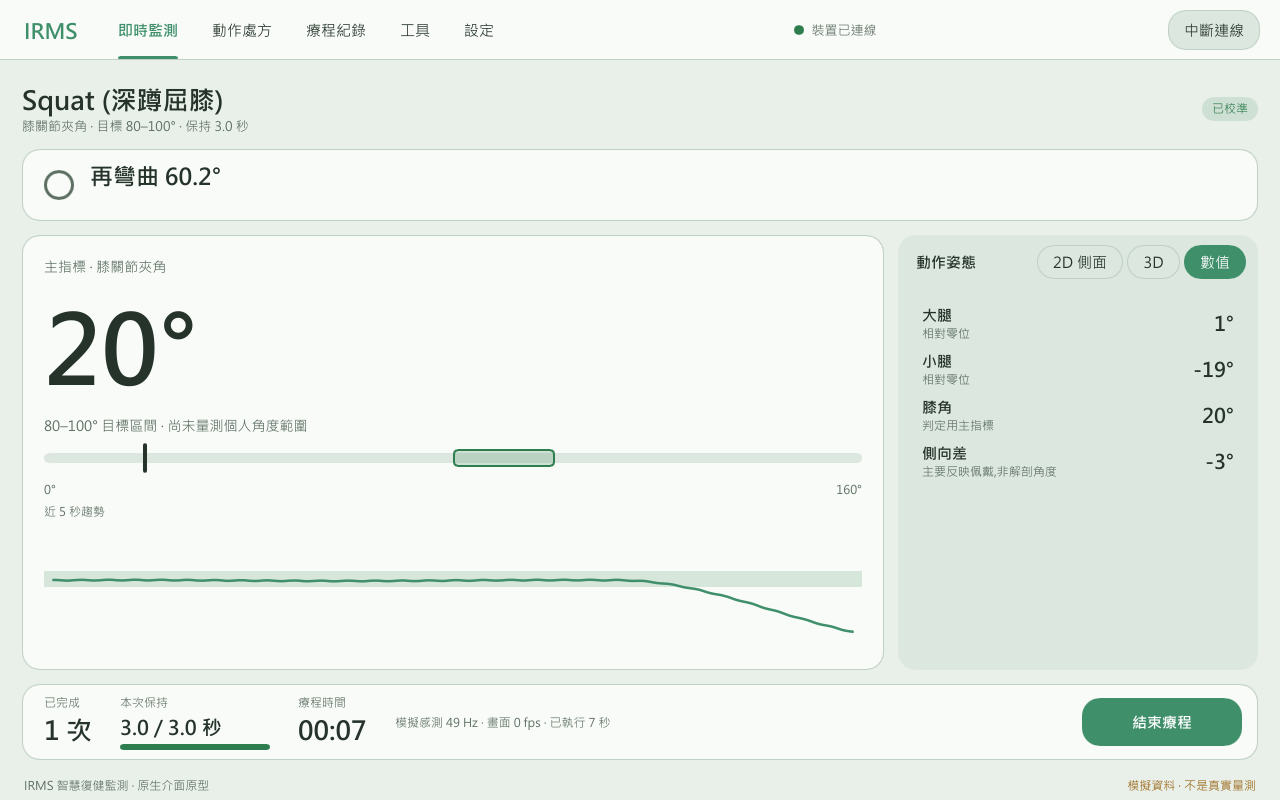 IRMS
即時監測
動作處方
療程紀錄
工具
設定
裝置已連線
中斷連線
Squat (深蹲屈膝)
膝關節夾角 · 目標 80–100° · 保持 3.0 秒
已校準
再彎曲 60.2°
主指標 · 膝關節夾角
20°
80–100° 目標區間 · 尚未量測個人角度範圍
0°
160°
近 5 秒趨勢
動作姿態
2D 側面
3D
數值
大腿
相對零位
1°
小腿
相對零位
-19°
膝角
判定用主指標
20°
側向差
主要反映佩戴,非解剖角度
-3°
已完成
1 次
本次保持
3.0 / 3.0 秒
療程時間
00:07
模擬感測 49 Hz · 畫面 0 fps · 已執行 7 秒
結束療程
IRMS 智慧復健監測 · 原生介面原型
模擬資料 · 不是真實量測